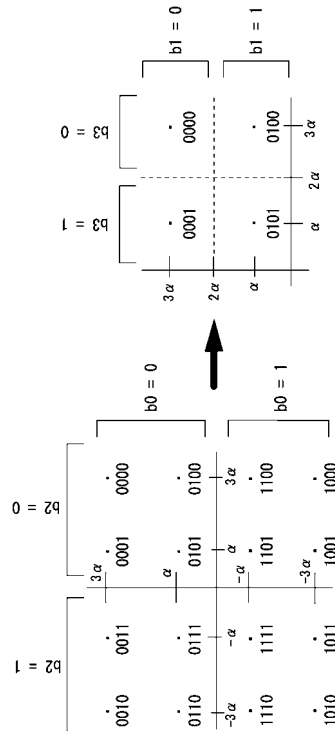 b2 = 1
b2 = 0
3α
0010 0011 0001 0000
b0 = 0
α
0110 0111 0101 0100
-3α -α α 3α
-α
1110 1111 1101 1100
b0 = 1
-3α
1010 1011 1001 1000
b3 = 1
b3 = 0
3α
0001 0000
b1 = 0
2α
α
0101 0100
b1 = 1
α 2α 3α